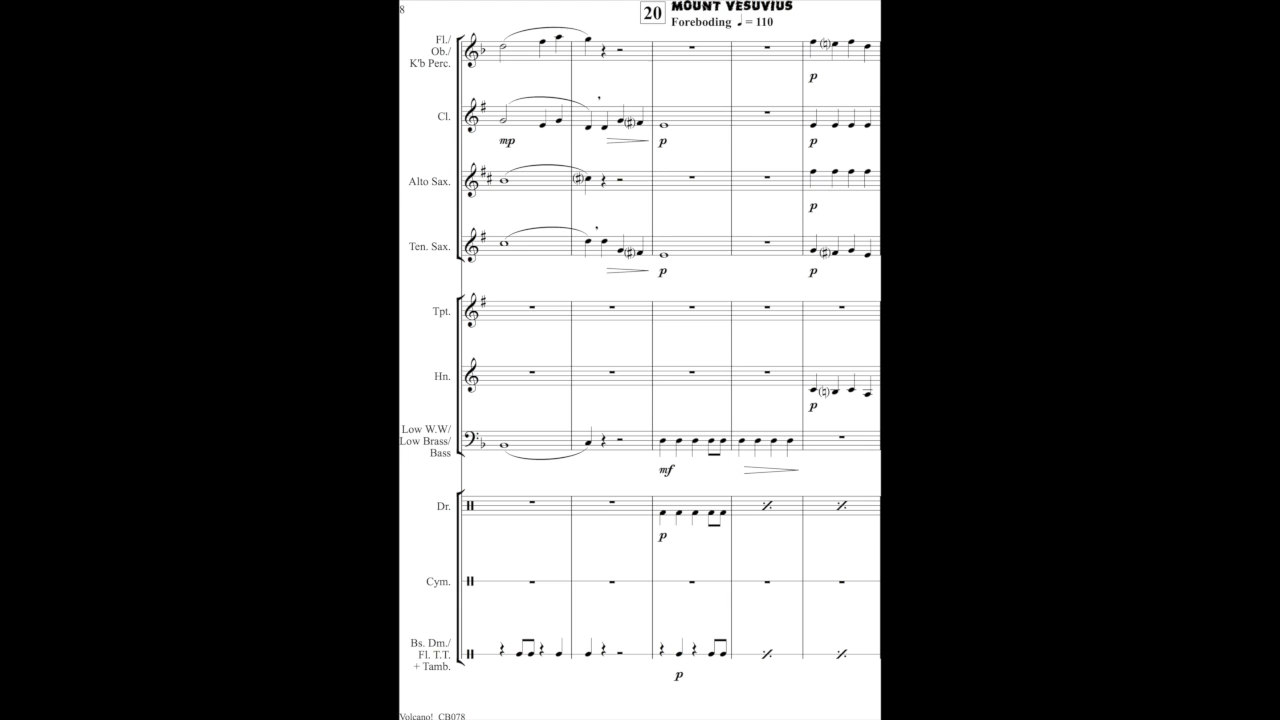 8
20 MOUNT VESUVIUS
Foreboding ♩ = 110
Fl./
Ob./
K'b Perc.
p
Cl.
mp
p
p
Alto Sax.
p
Ten. Sax.
p
p
Tpt.
Hn.
p
Low W.W/
Low Brass/
Bass
mf
Dr.
p
Cym.
Bs. Dm./
Fl. T.T.
+ Tamb.
p
Volcano! CB078